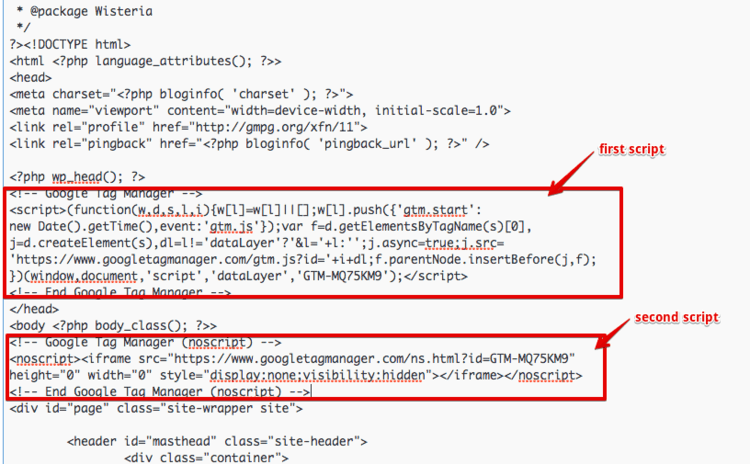 * @package Wisteria
*/
?><!DOCTYPE html>
<html <?php language_attributes(); ?>>
<head>
<meta charset="<?php bloginfo( 'charset' ); ?>">
<meta name="viewport" content="width=device-width, initial-scale=1.0">
<link rel="profile" href="http://gmpg.org/xfn/11">
<link rel="pingback" href="<?php bloginfo( 'pingback_url' ); ?>" />
first script
<?php wp_head(); ?>
<!-- Google Tag Manager -->
<script>(function(w,d,s,l,i){w[l]=w[l]||[];w[l].push({'gtm.start':
new Date().getTime(),event:'gtm.js'});var f=d.getElementsByTagName(s)[0],
j=d.createElement(s),dl=l!='dataLayer'?'&l='+l:'';j.async=true;j.src=
'https://www.googletagmanager.com/gtm.js?id='+i+dl;f.parentNode.insertBefore(j,f);
})(window,document,'script','dataLayer','GTM-MQ75KM9');</script>
<!-- End Google Tag Manager -->
</head>
second script
<body <?php body_class(); ?>>
<!-- Google Tag Manager (noscript) -->
<noscript><iframe src="https://www.googletagmanager.com/ns.html?id=GTM-MQ75KM9"
height="0" width="0" style="display:none;visibility:hidden"></iframe></noscript>
<!-- End Google Tag Manager (noscript) -->
<div id="page" class="site-wrapper site">
<header id="masthead" class="site-header">
<div class="container">